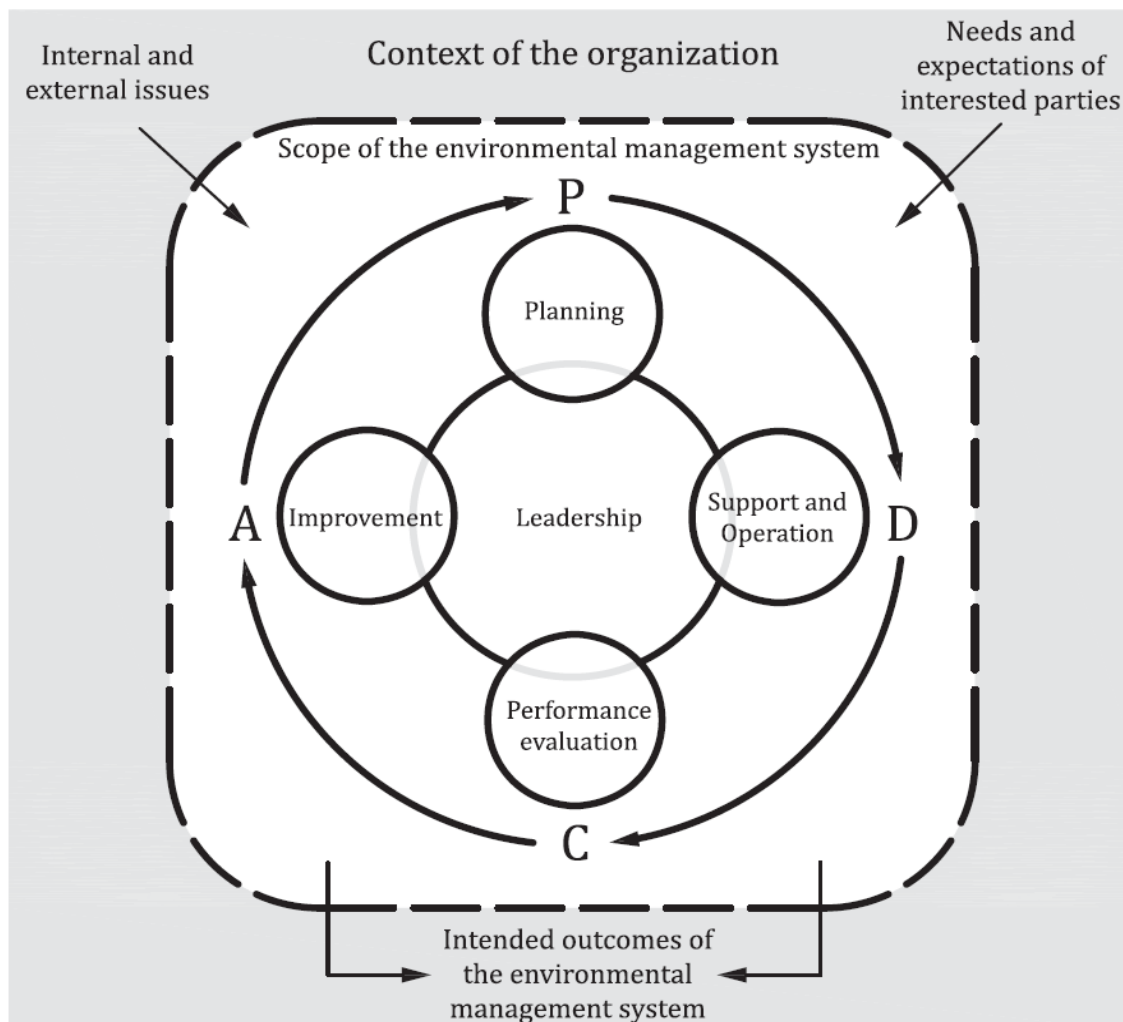 Internal and
external issues
Context of the organization
Needs and
expectations of
interested parties
Scope of the environmental management system
P
Planning
A
Improvement
Leadership
Support and
Operation
D
Performance
evaluation
C
Intended outcomes of
the environmental
management system